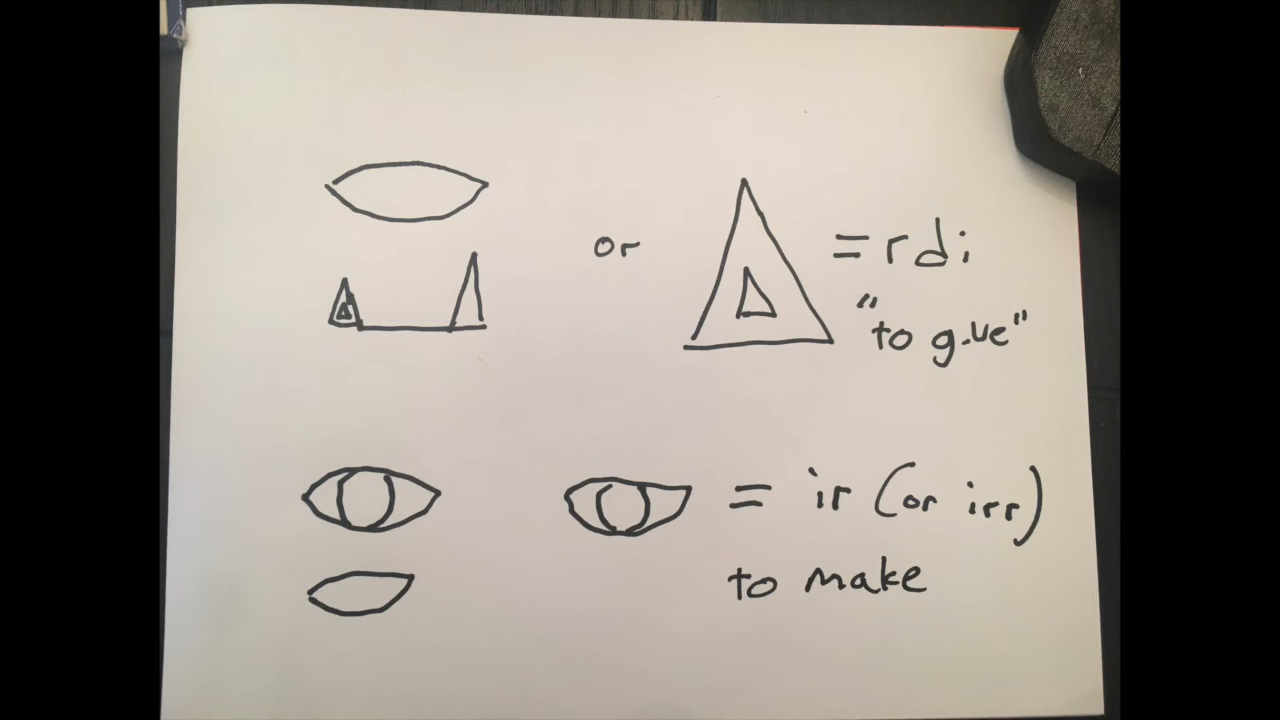 or = rdi
"to give"
= ir (or irr)
to make